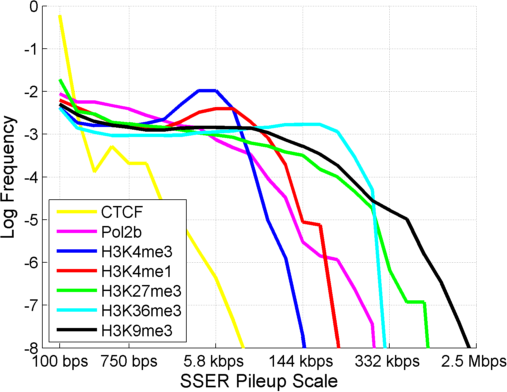 0
-1
-2
-3
-4
-5
-6
-7
-8
Log Frequency
CTCF
Pol2b
H3K4me3
H3K4me1
H3K27me3
H3K36me3
H3K9me3
100 bps 750 bps 5.8 kbps 144 kbps 332 kbps 2.5 Mbps
SSER Pileup Scale